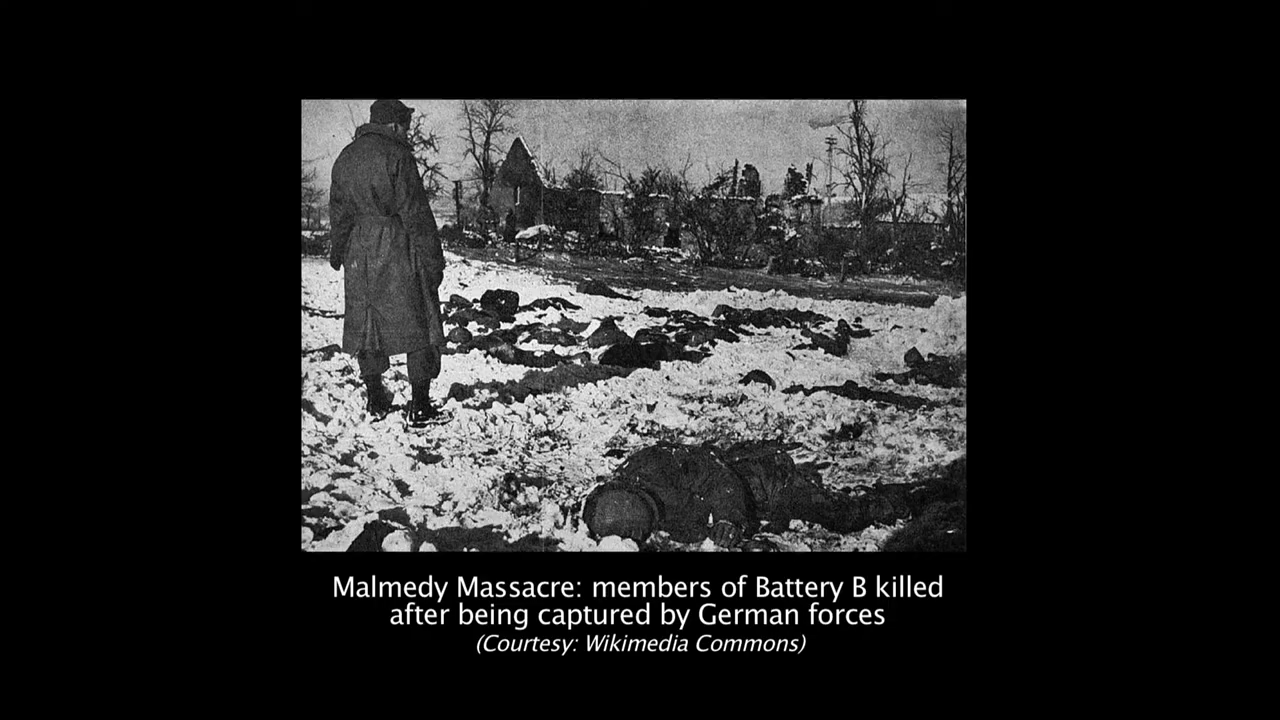 Malmedy Massacre: members of Battery B killed
after being captured by German forces
(Courtesy: Wikimedia Commons)